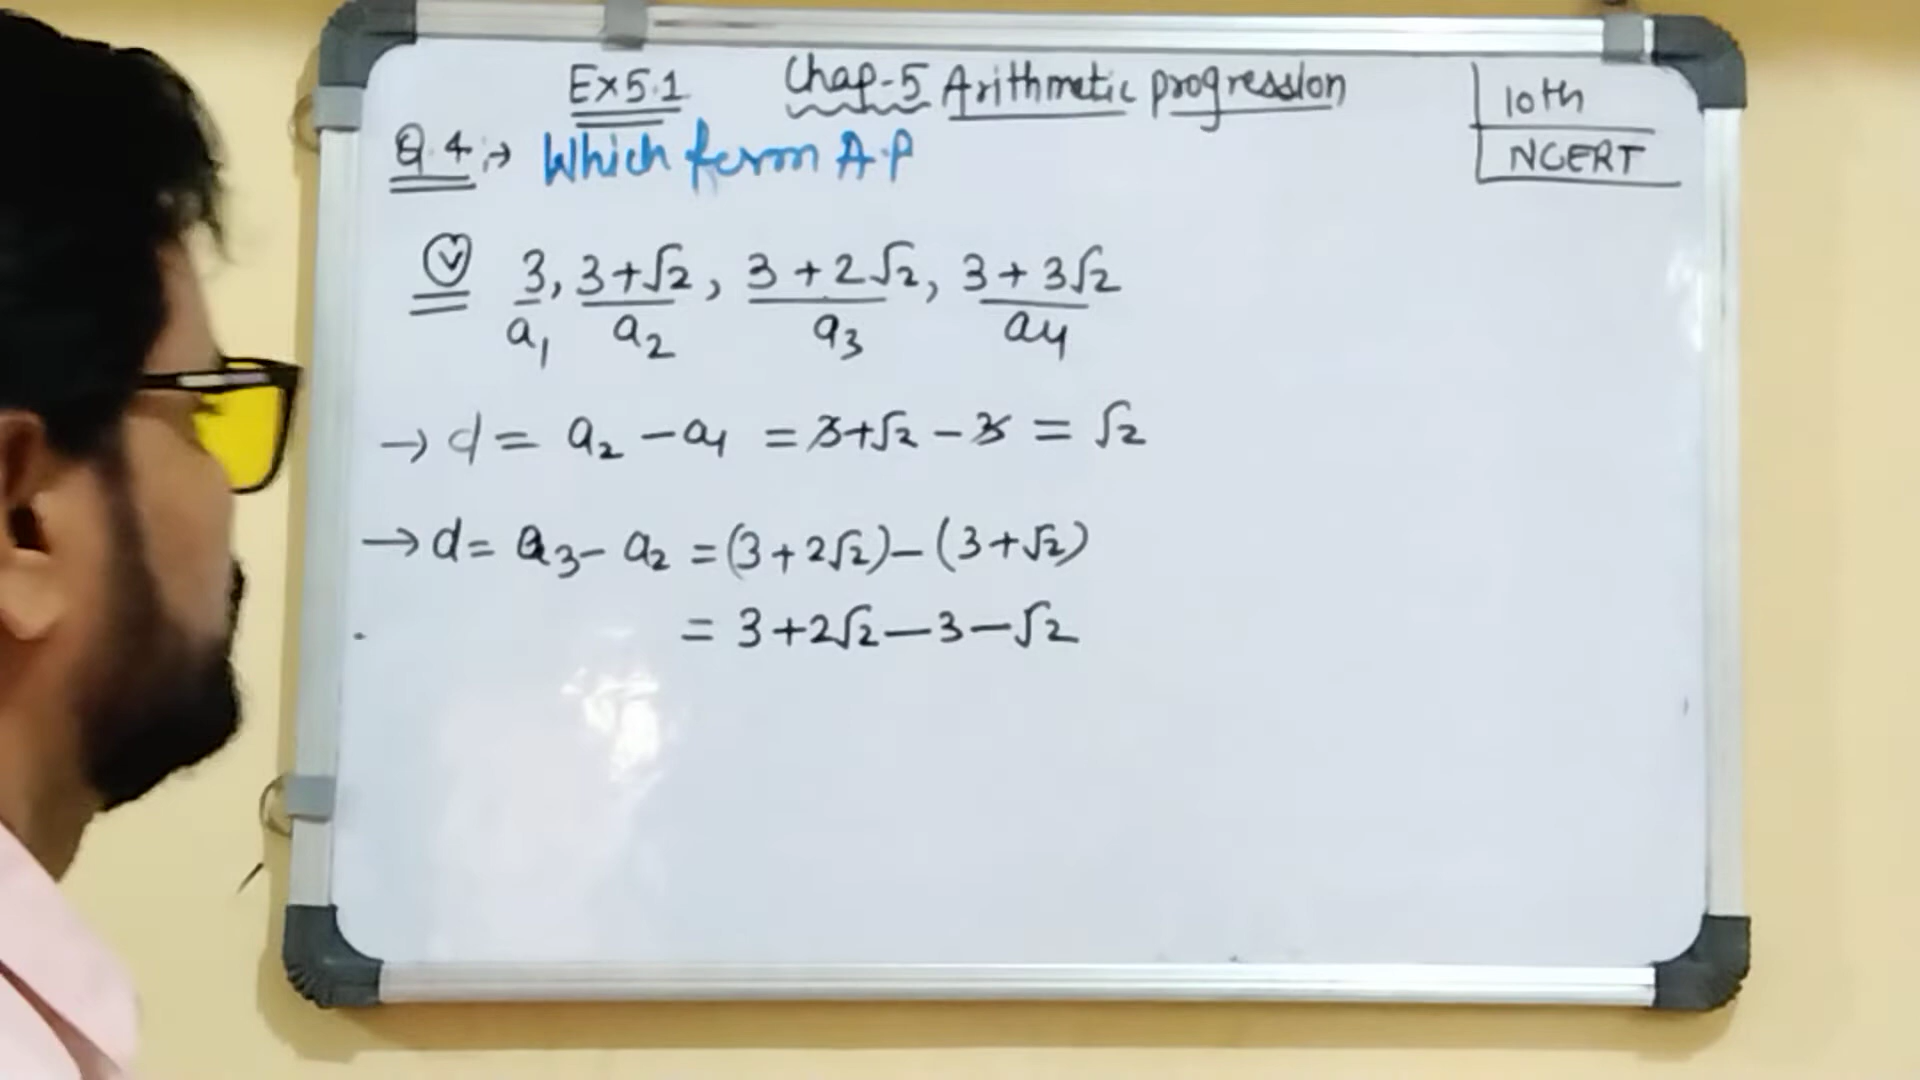 Ex 5.1 Chap-5 Arithmetic progression
10th
NCERT
Q.4 :→ Which form A.P
(v) 3, 3+√2, 3+2√2, 3+3√2
a₁ a₂ a₃ a₄
→ d = a₂ - a₁ = 3+√2 - 3 = √2
→ d = a₃ - a₂ = (3+2√2) - (3+√2)
= 3+2√2 - 3 - √2